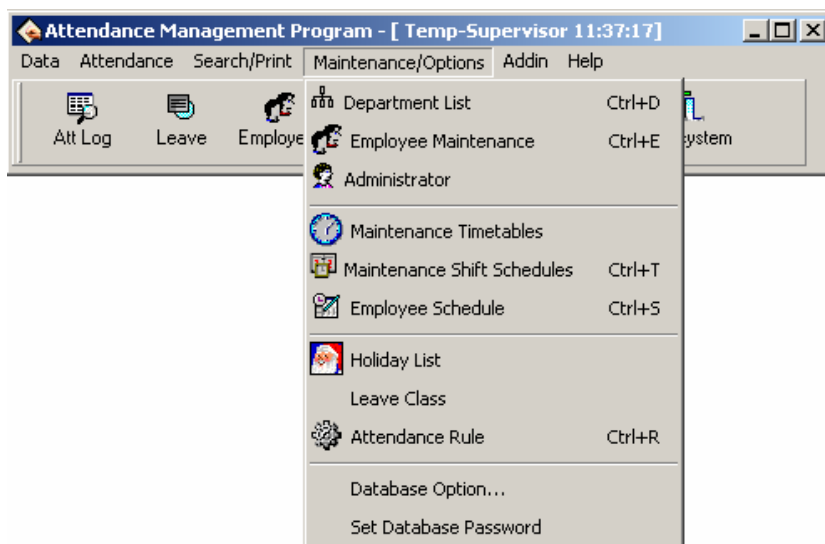 Attendance Management Program - [ Temp-Supervisor 11:37:17]
Data Attendance Search/Print Maintenance/Options Addin Help
Att Log Leave Employe ystem
Department List Ctrl+D
Employee Maintenance Ctrl+E
Administrator
Maintenance Timetables
Maintenance Shift Schedules Ctrl+T
Employee Schedule Ctrl+S
Holiday List
Leave Class
Attendance Rule Ctrl+R
Database Option...
Set Database Password